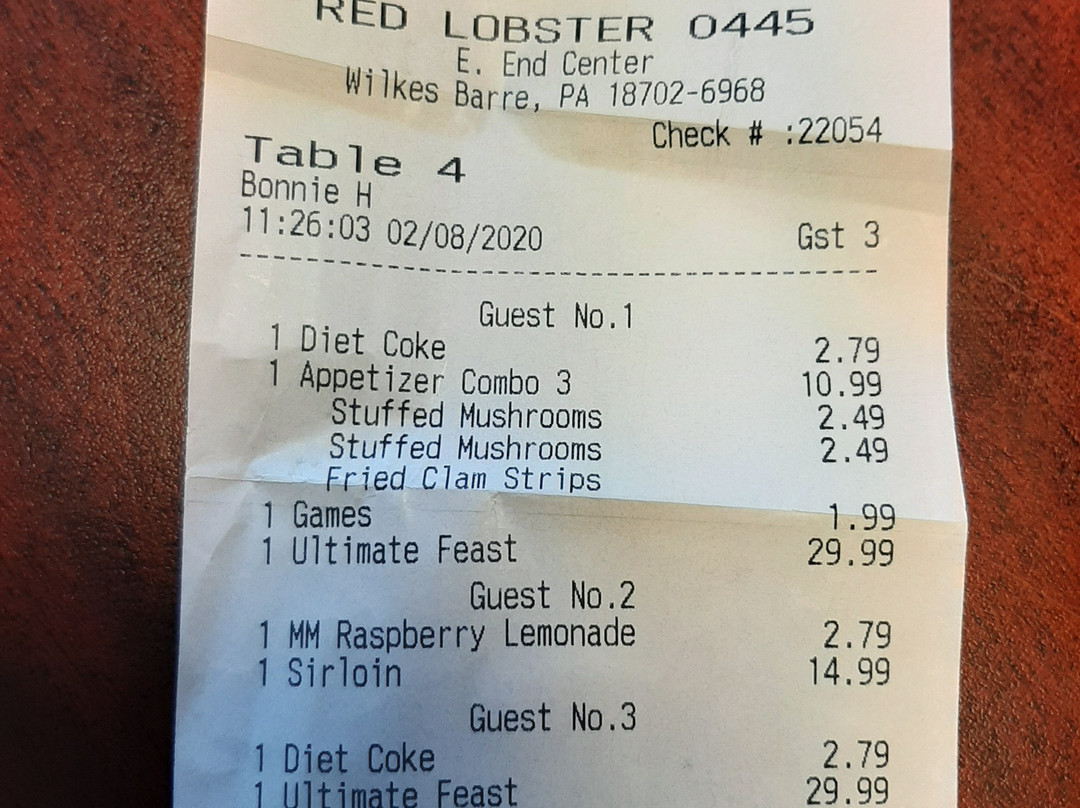 RED LOBSTER 0445
E. End Center
Wilkes Barre, PA 18702-6968
Check # :22054
Table 4
Bonnie H
11:26:03 02/08/2020 Gst 3
Guest No.1
1 Diet Coke 2.79
1 Appetizer Combo 3 10.99
Stuffed Mushrooms 2.49
Stuffed Mushrooms 2.49
Fried Clam Strips
1 Games 1.99
1 Ultimate Feast 29.99
Guest No.2
1 MM Raspberry Lemonade 2.79
1 Sirloin 14.99
Guest No.3
1 Diet Coke 2.79
1 Ultimate Feast 29.99